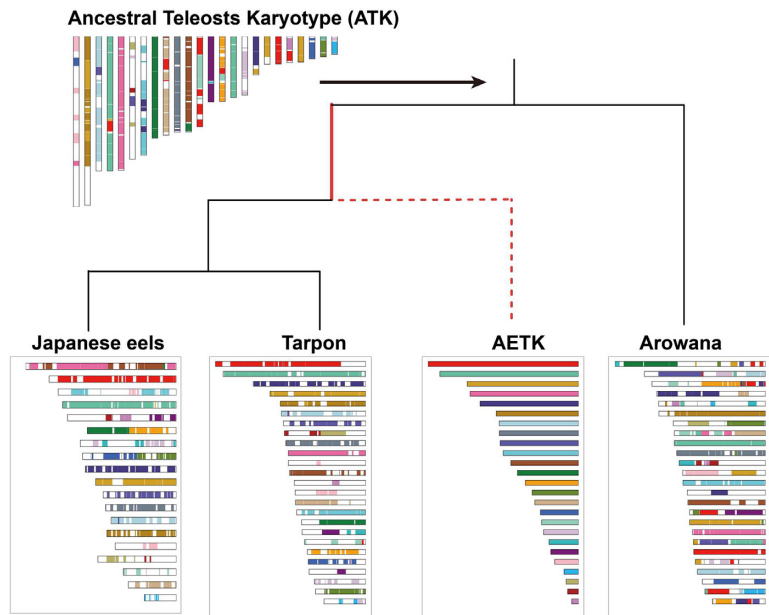 Ancestral Teleosts Karyotype (ATK)
Japanese eels
Tarpon
AETK
Arowana